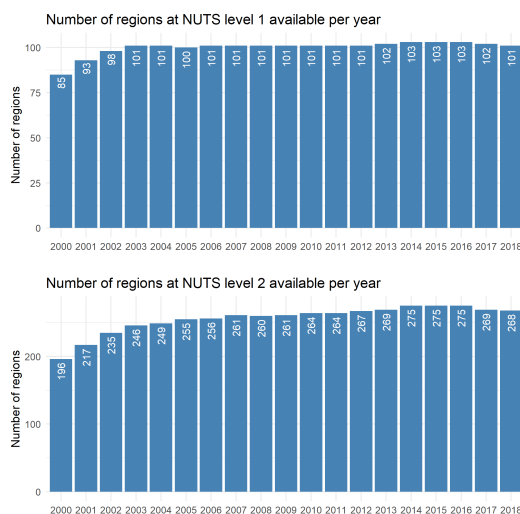 Number of regions at NUTS level 1 available per year
Number of regions
100
75
50
25
0
85 93 98 101 101 100 101 101 101 101 101 101 101 102 103 103 103 102 101
2000 2001 2002 2003 2004 2005 2006 2007 2008 2009 2010 2011 2012 2013 2014 2015 2016 2017 2018
Number of regions at NUTS level 2 available per year
Number of regions
200
100
0
196 217 235 246 249 255 256 261 260 261 264 264 267 269 275 275 275 269 268
2000 2001 2002 2003 2004 2005 2006 2007 2008 2009 2010 2011 2012 2013 2014 2015 2016 2017 2018